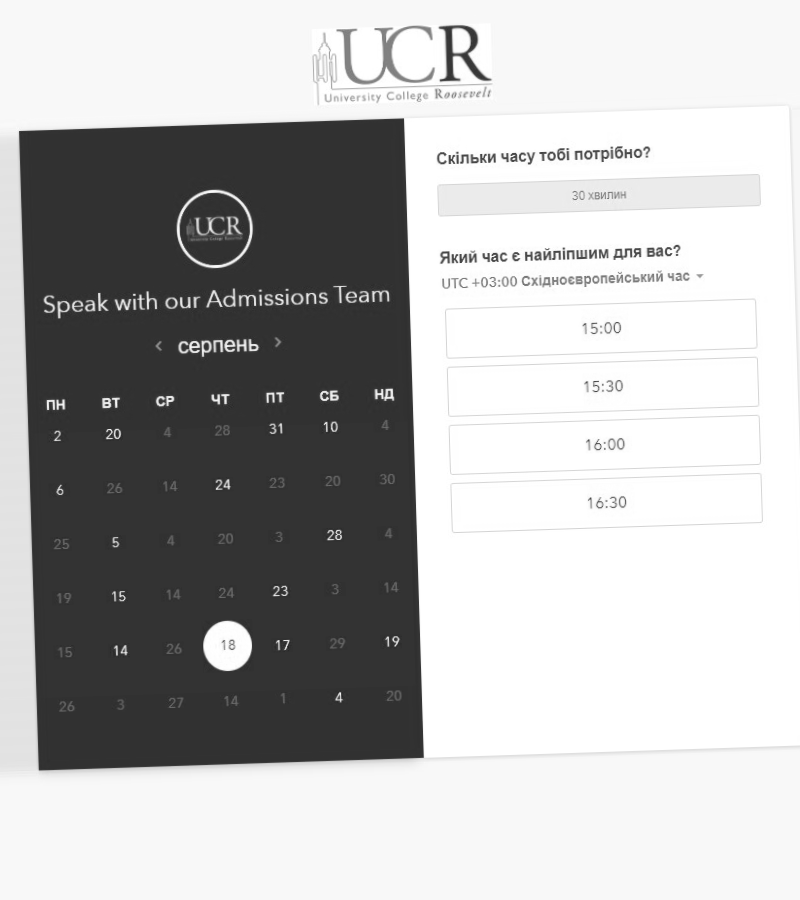 UCR
University College Roosevelt
UCR
University College Roosevelt
Speak with our Admissions Team
серпень
ПН ВТ СР ЧТ ПТ СБ НД
2 20 4 28 31 10 4
6 26 14 24 23 20 30
25 5 4 20 3 28 4
19 15 14 24 23 3 14
15 14 26 18 17 29 19
26 3 27 14 1 4 20
Скільки часу тобі потрібно?
30 хвилин
Який час є найліпшим для вас?
UTC +03:00 Східноєвропейський час
15:00
15:30
16:00
16:30